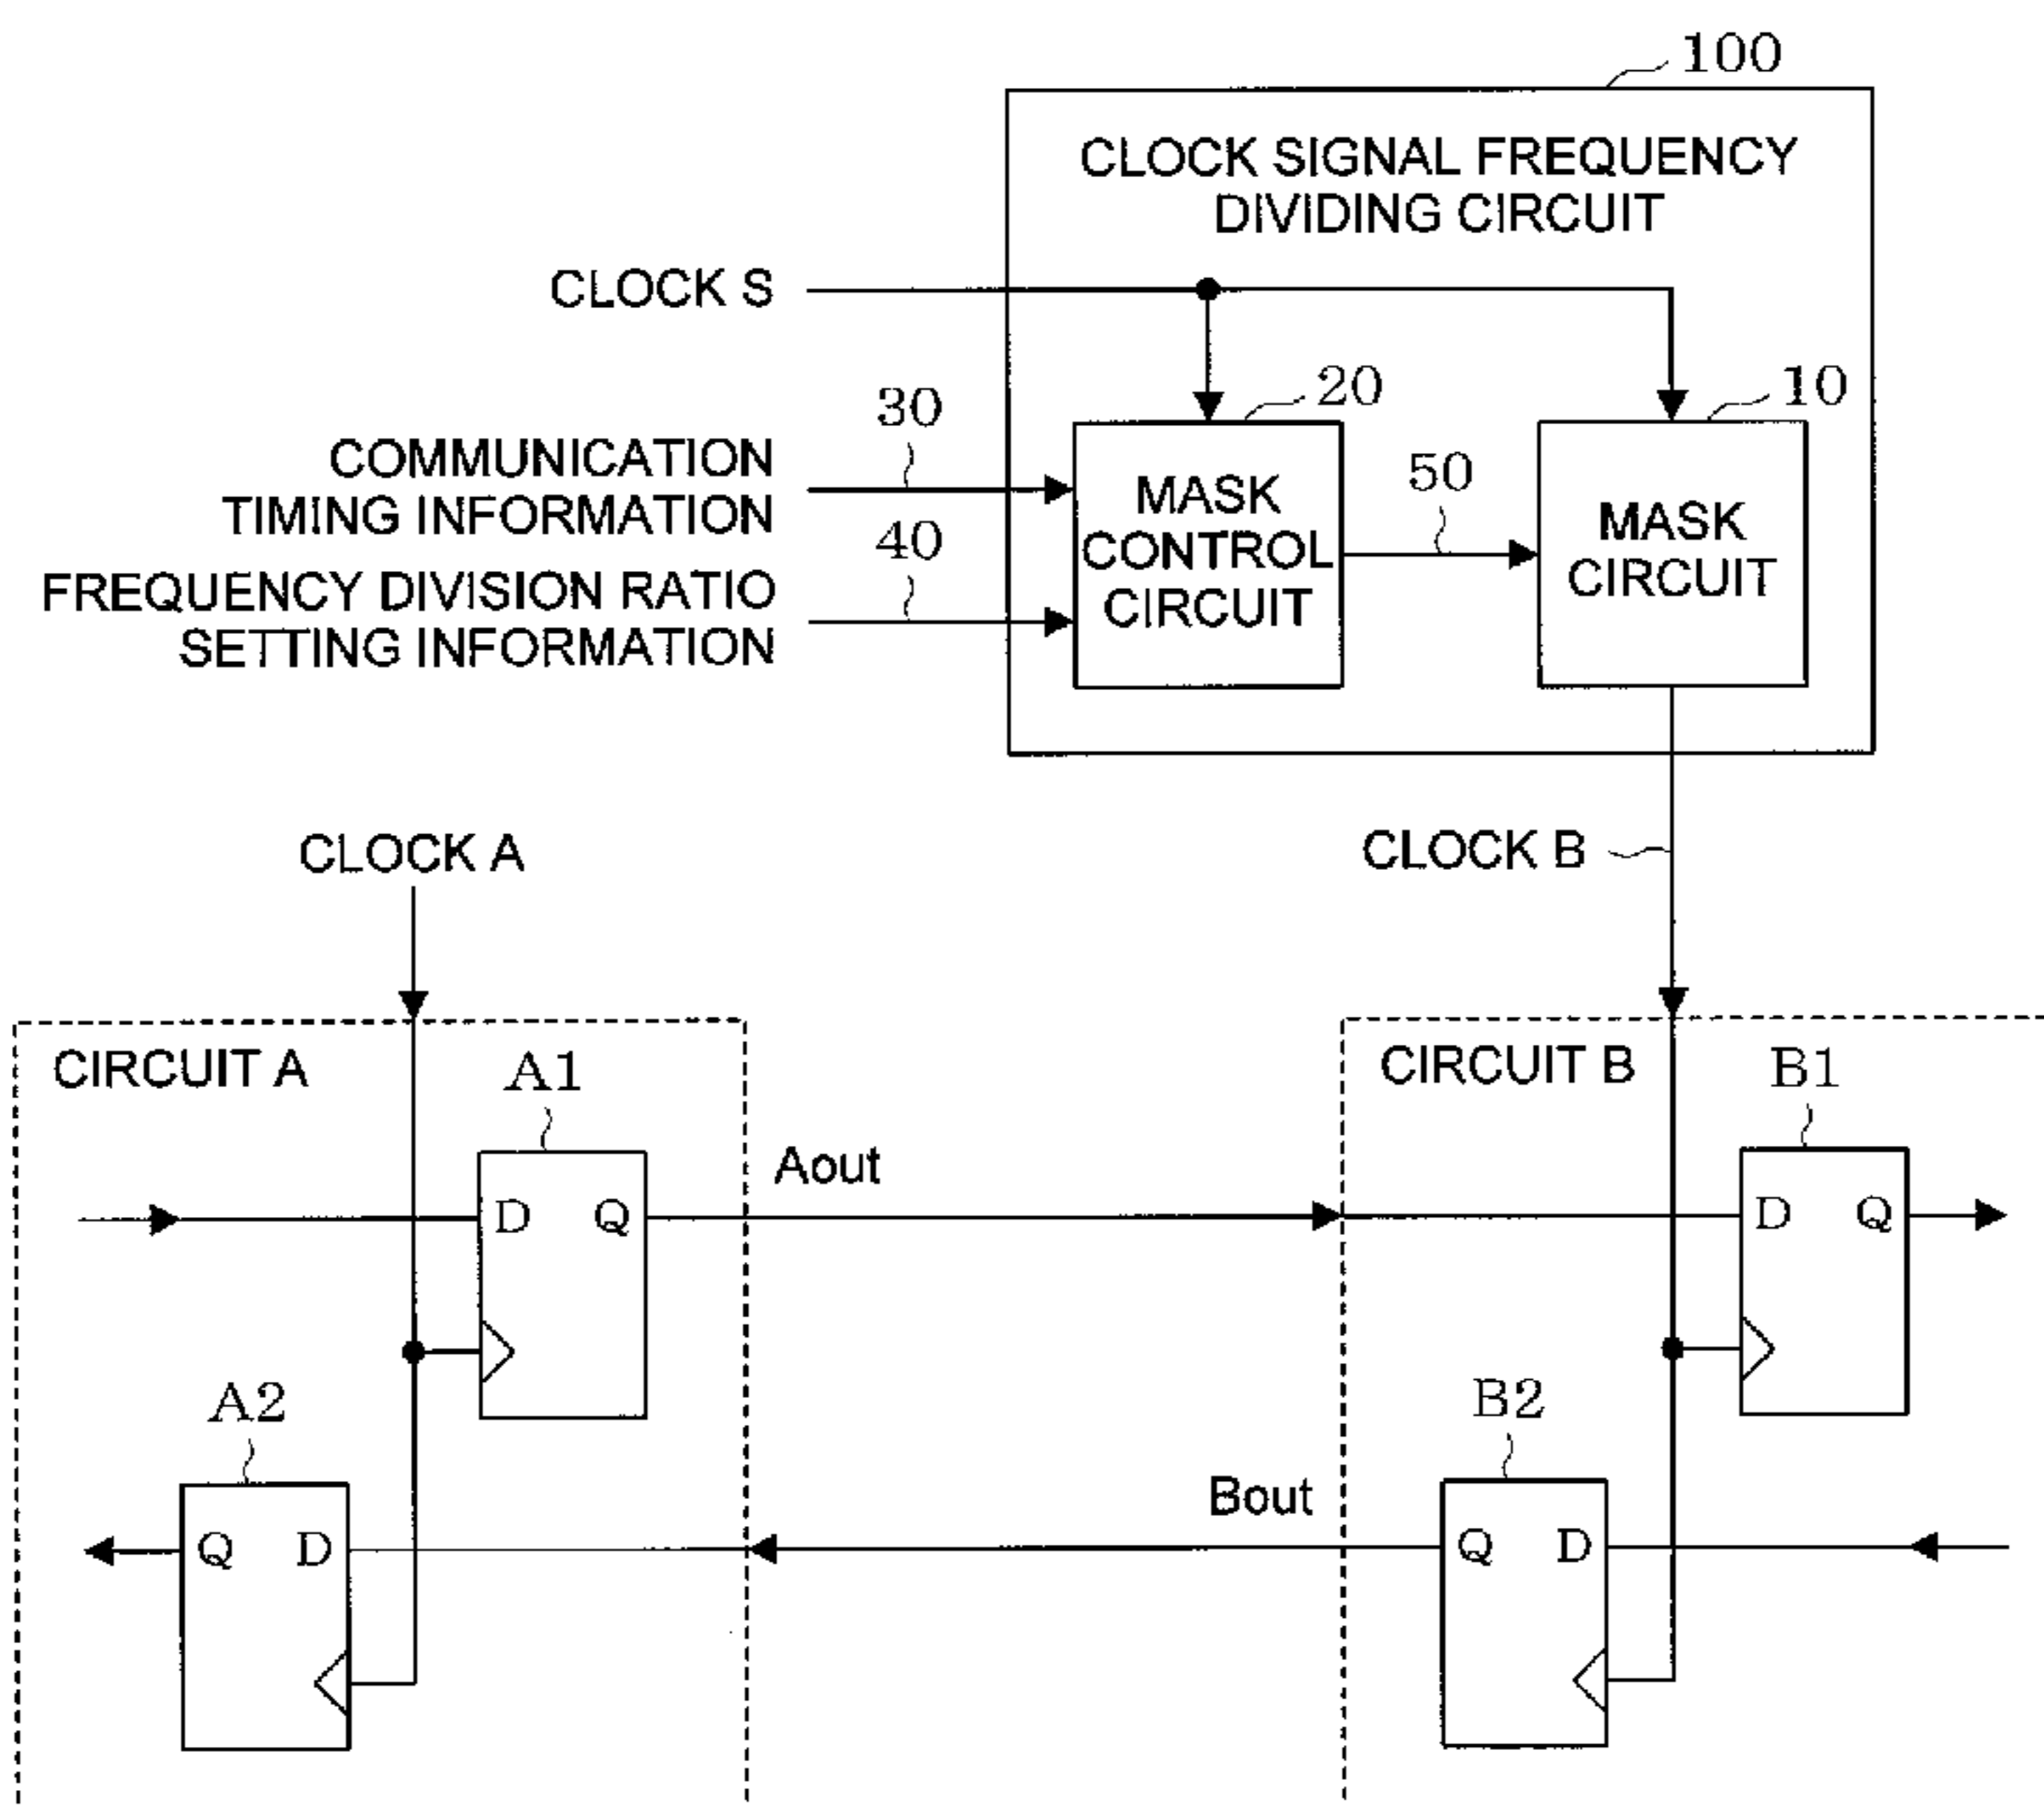 100
CLOCK SIGNAL FREQUENCY
DIVIDING CIRCUIT
CLOCK S
30
20
10
COMMUNICATION
TIMING INFORMATION
40
FREQUENCY DIVISION RATIO
SETTING INFORMATION
MASK
CONTROL
CIRCUIT
50
MASK
CIRCUIT
CLOCK A
CLOCK B
CIRCUIT A
A1
Aout
CIRCUIT B
B1
D Q
D Q
A2
B2
Bout
Q D
Q D